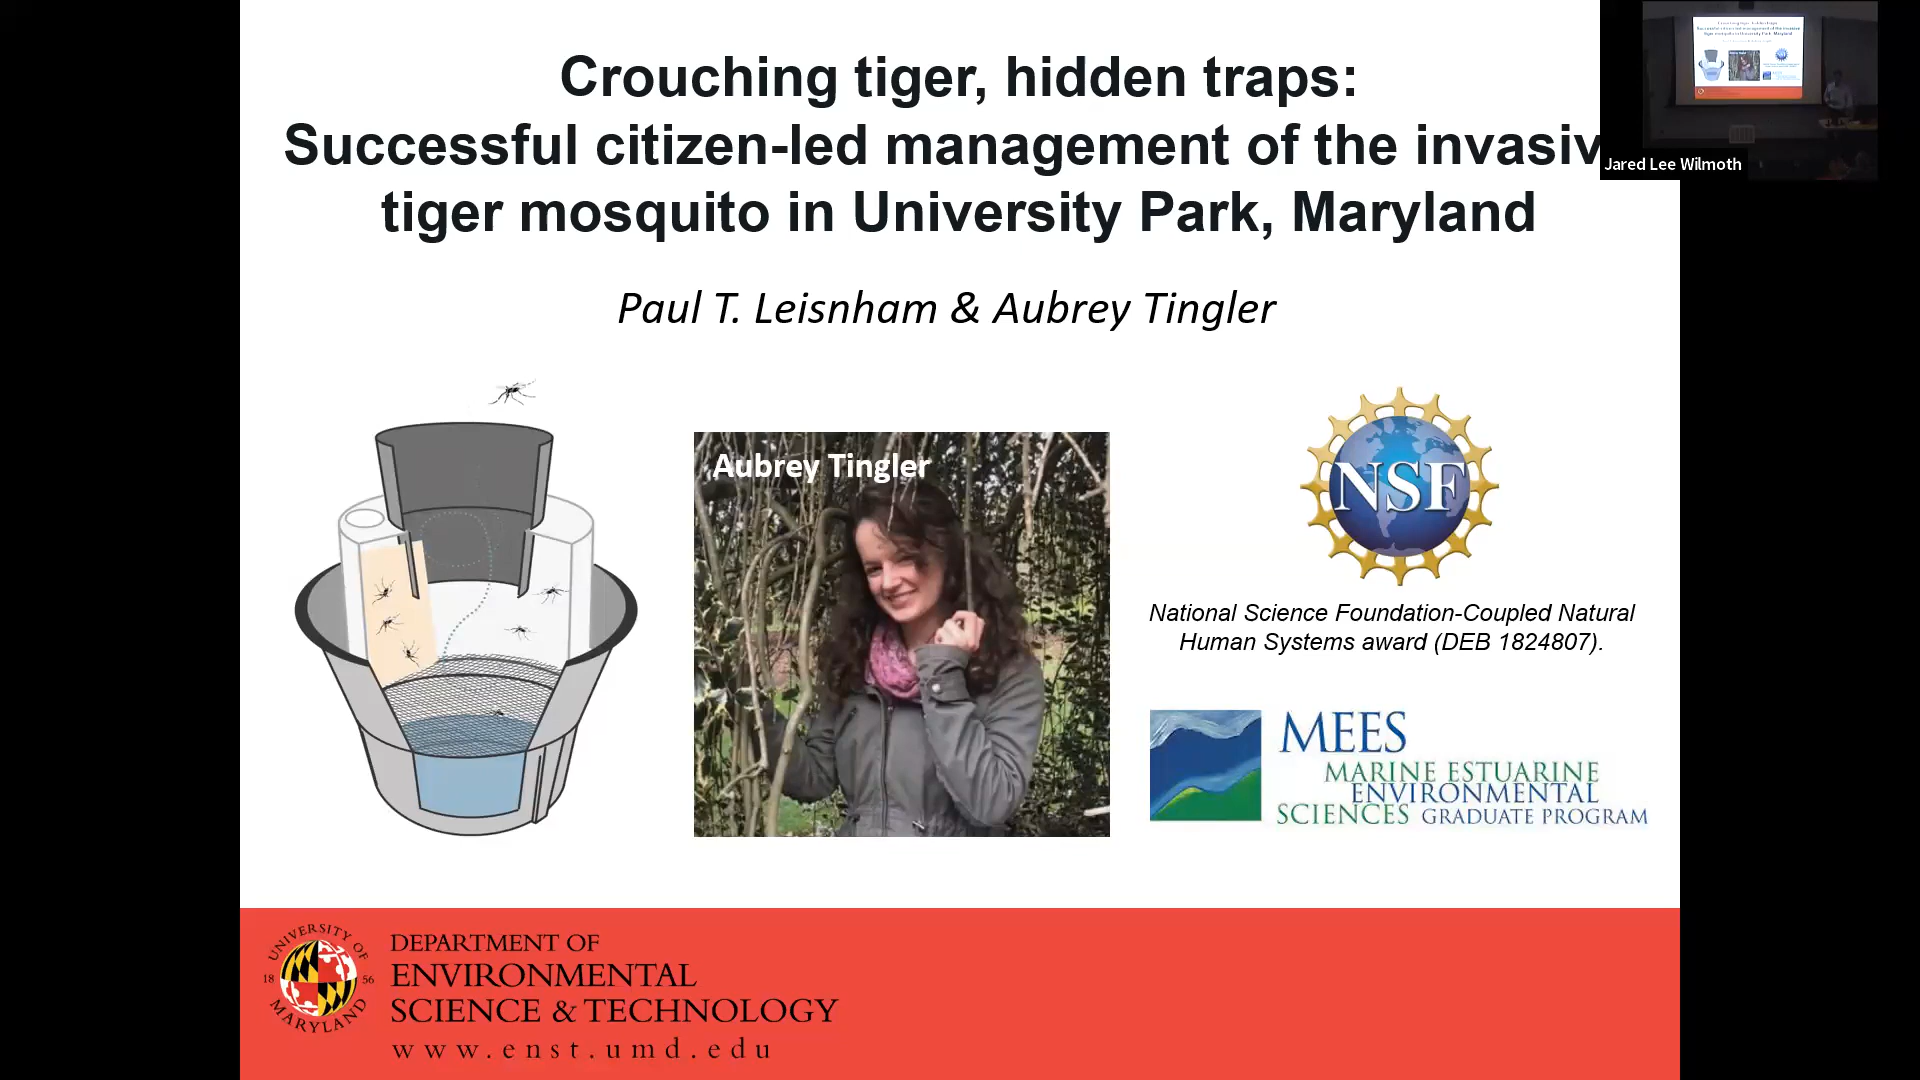 Crouching tiger, hidden traps:
Successful citizen-led management of the invasiv
tiger mosquito in University Park, Maryland
Jared Lee Wilmoth
Paul T. Leisnham & Aubrey Tingler
Aubrey Tingler
NSF
National Science Foundation-Coupled Natural
Human Systems award (DEB 1824807).
MEES
MARINE ESTUARINE
ENVIRONMENTAL
SCIENCES GRADUATE PROGRAM
UNIVERSITY OF
18 56
MARYLAND
DEPARTMENT OF
ENVIRONMENTAL
SCIENCE & TECHNOLOGY
www.enst.umd.edu